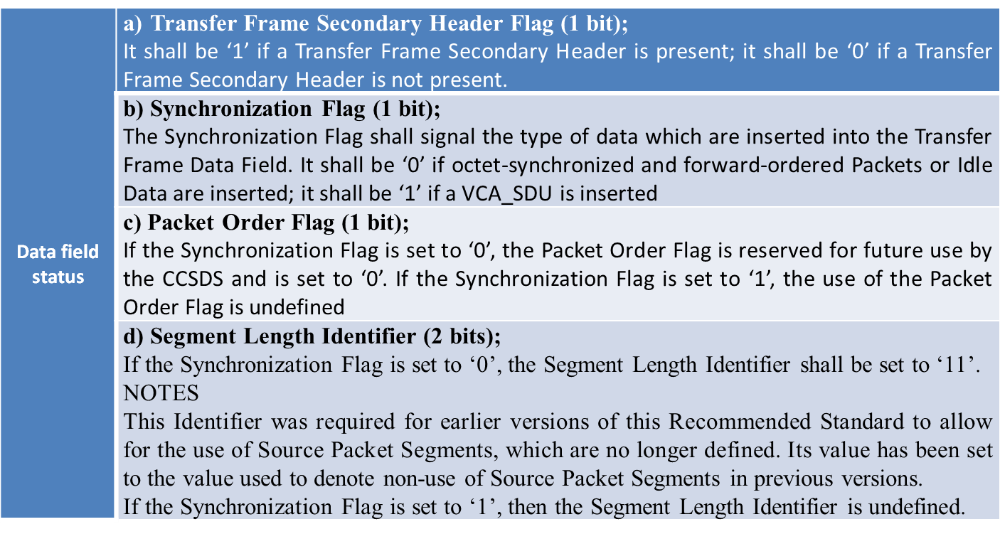 a) Transfer Frame Secondary Header Flag (1 bit);
It shall be ‘1’ if a Transfer Frame Secondary Header is present; it shall be ‘0’ if a Transfer
Frame Secondary Header is not present.
b) Synchronization Flag (1 bit);
The Synchronization Flag shall signal the type of data which are inserted into the Transfer
Frame Data Field. It shall be ‘0’ if octet-synchronized and forward-ordered Packets or Idle
Data are inserted; it shall be ‘1’ if a VCA_SDU is inserted
c) Packet Order Flag (1 bit);
Data field
status
If the Synchronization Flag is set to ‘0’, the Packet Order Flag is reserved for future use by
the CCSDS and is set to ‘0’. If the Synchronization Flag is set to ‘1’, the use of the Packet
Order Flag is undefined
d) Segment Length Identifier (2 bits);
If the Synchronization Flag is set to ‘0’, the Segment Length Identifier shall be set to ‘11’.
NOTES
This Identifier was required for earlier versions of this Recommended Standard to allow
for the use of Source Packet Segments, which are no longer defined. Its value has been set
to the value used to denote non-use of Source Packet Segments in previous versions.
If the Synchronization Flag is set to ‘1’, then the Segment Length Identifier is undefined.